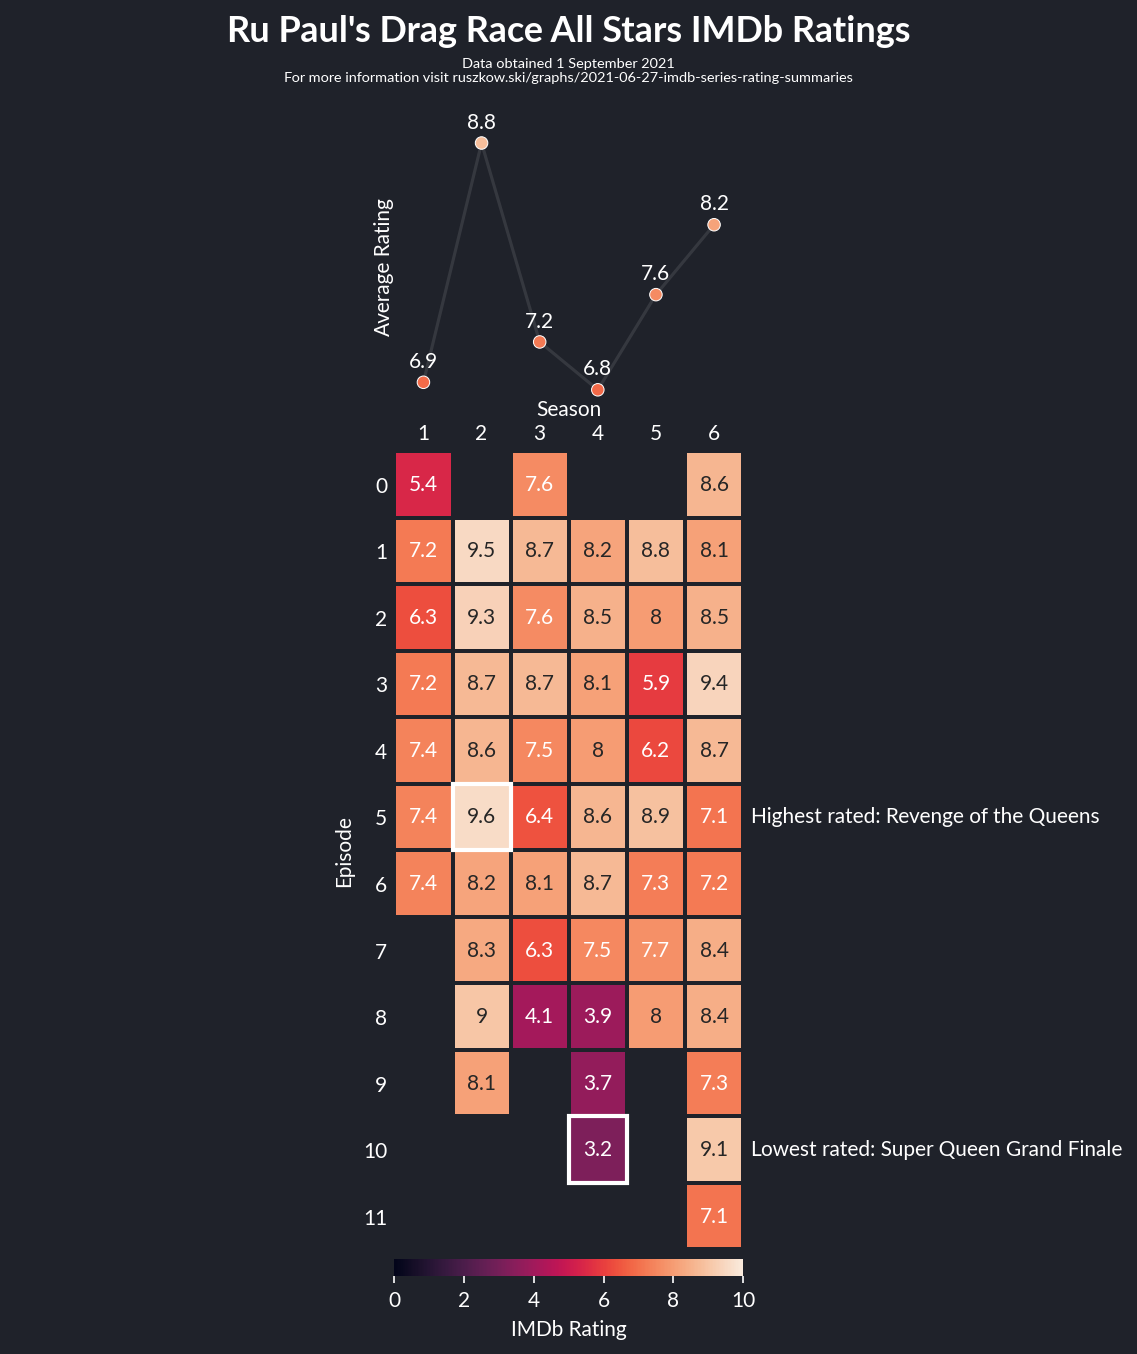 Ru Paul's Drag Race All Stars IMDb Ratings
Data obtained 1 September 2021
For more information visit ruszkow.ski/graphs/2021-06-27-imdb-series-rating-summaries
8.8
8.2
Average Rating
7.6
7.2
6.9
6.8
Season
1 2 3 4 5 6
0 5.4 7.6 8.6
1 7.2 9.5 8.7 8.2 8.8 8.1
2 6.3 9.3 7.6 8.5 8 8.5
3 7.2 8.7 8.7 8.1 5.9 9.4
4 7.4 8.6 7.5 8 6.2 8.7
5 7.4 9.6 6.4 8.6 8.9 7.1 Highest rated: Revenge of the Queens
Episode
6 7.4 8.2 8.1 8.7 7.3 7.2
7 8.3 6.3 7.5 7.7 8.4
8 9 4.1 3.9 8 8.4
9 8.1 3.7 7.3
10 3.2 9.1 Lowest rated: Super Queen Grand Finale
11 7.1
0 2 4 6 8 10
IMDb Rating